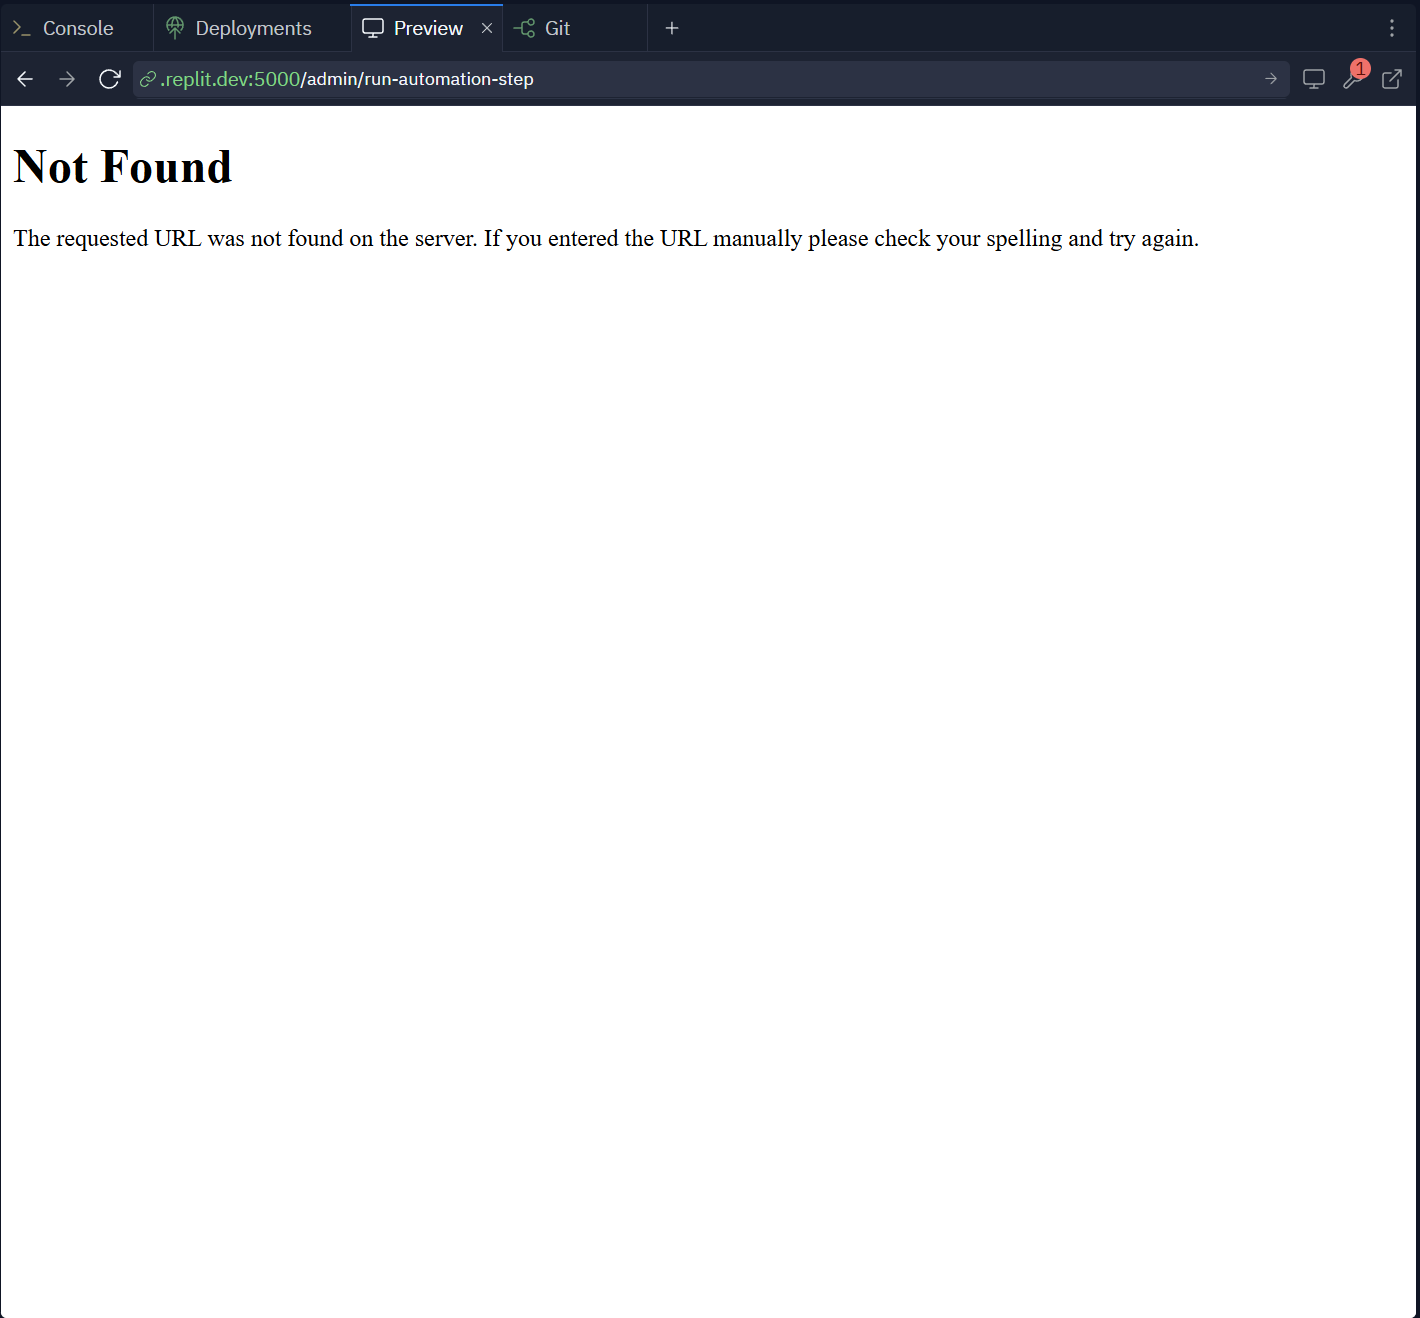 Console Deployments Preview Git
.replit.dev:5000/admin/run-automation-step 1
Not Found
The requested URL was not found on the server. If you entered the URL manually please check your spelling and try again.